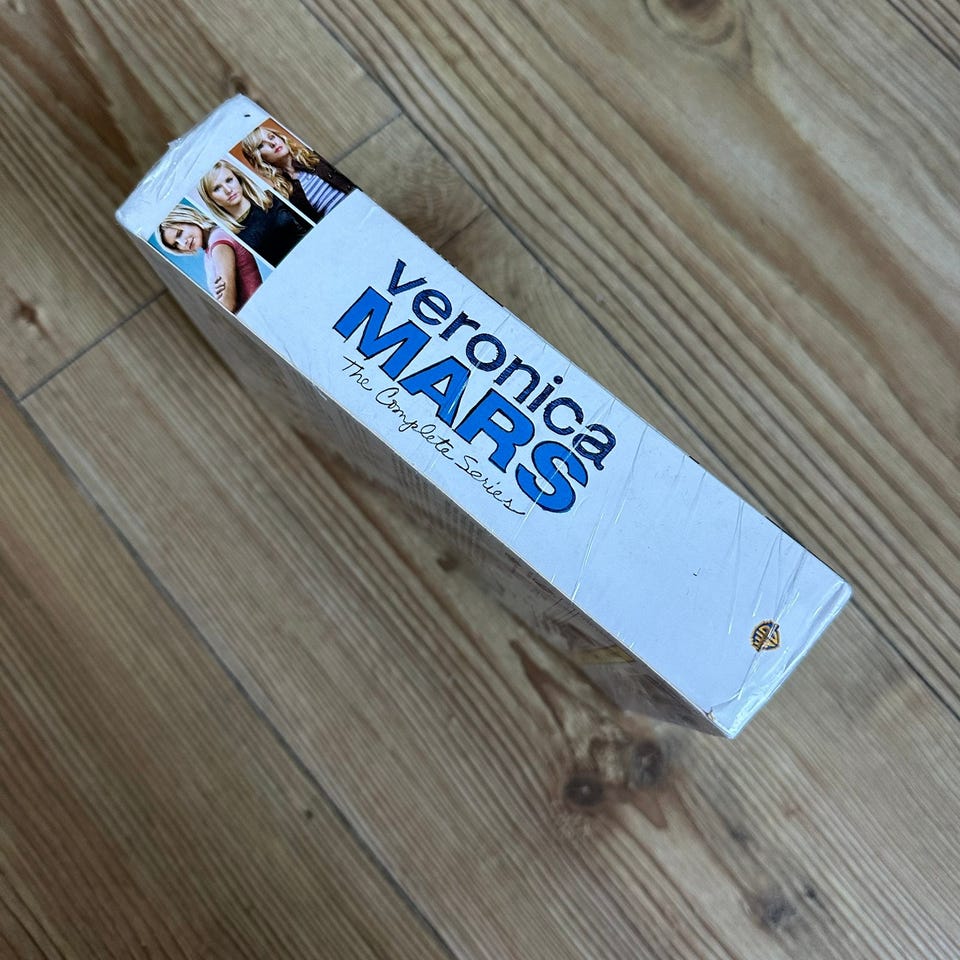 veronica
MARS
The Complete Series